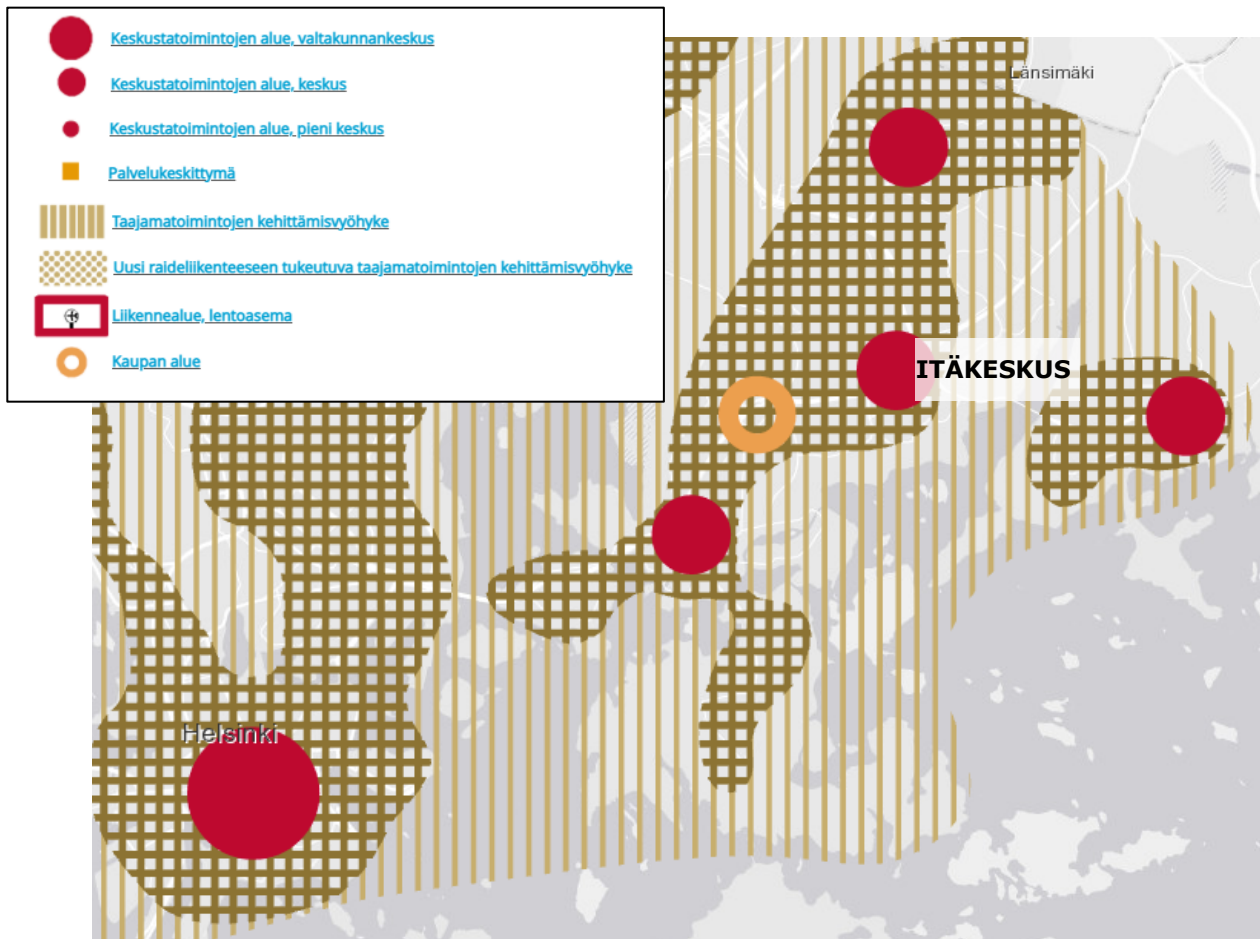 Keskustatoimintojen alue, valtakunnankeskus
Keskustatoimintojen alue, keskus
Keskustatoimintojen alue, pieni keskus
Palvelukeskittymä
Taajamatoimintojen kehittämisvyöhyke
Uusi raideliikenteeseen tukeutuva taajamatoimintojen kehittämisvyöhyke
Liikennealue, lentoasema
Kaupan alue
Länsimäki
ITÄKESKUS
Helsinki